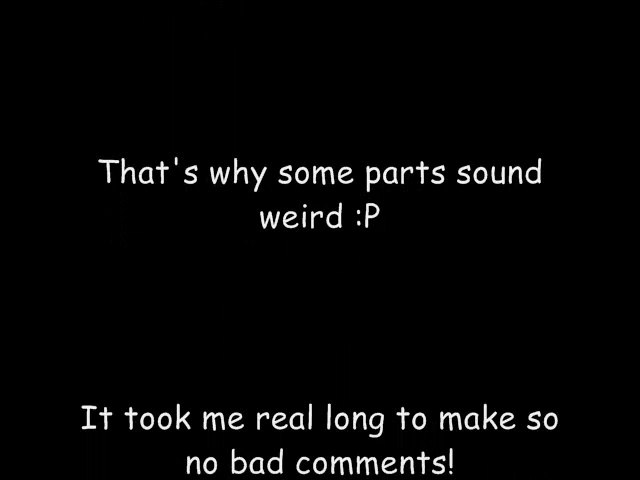 That's why some parts sound
weird :P
It took me real long to make so
no bad comments!